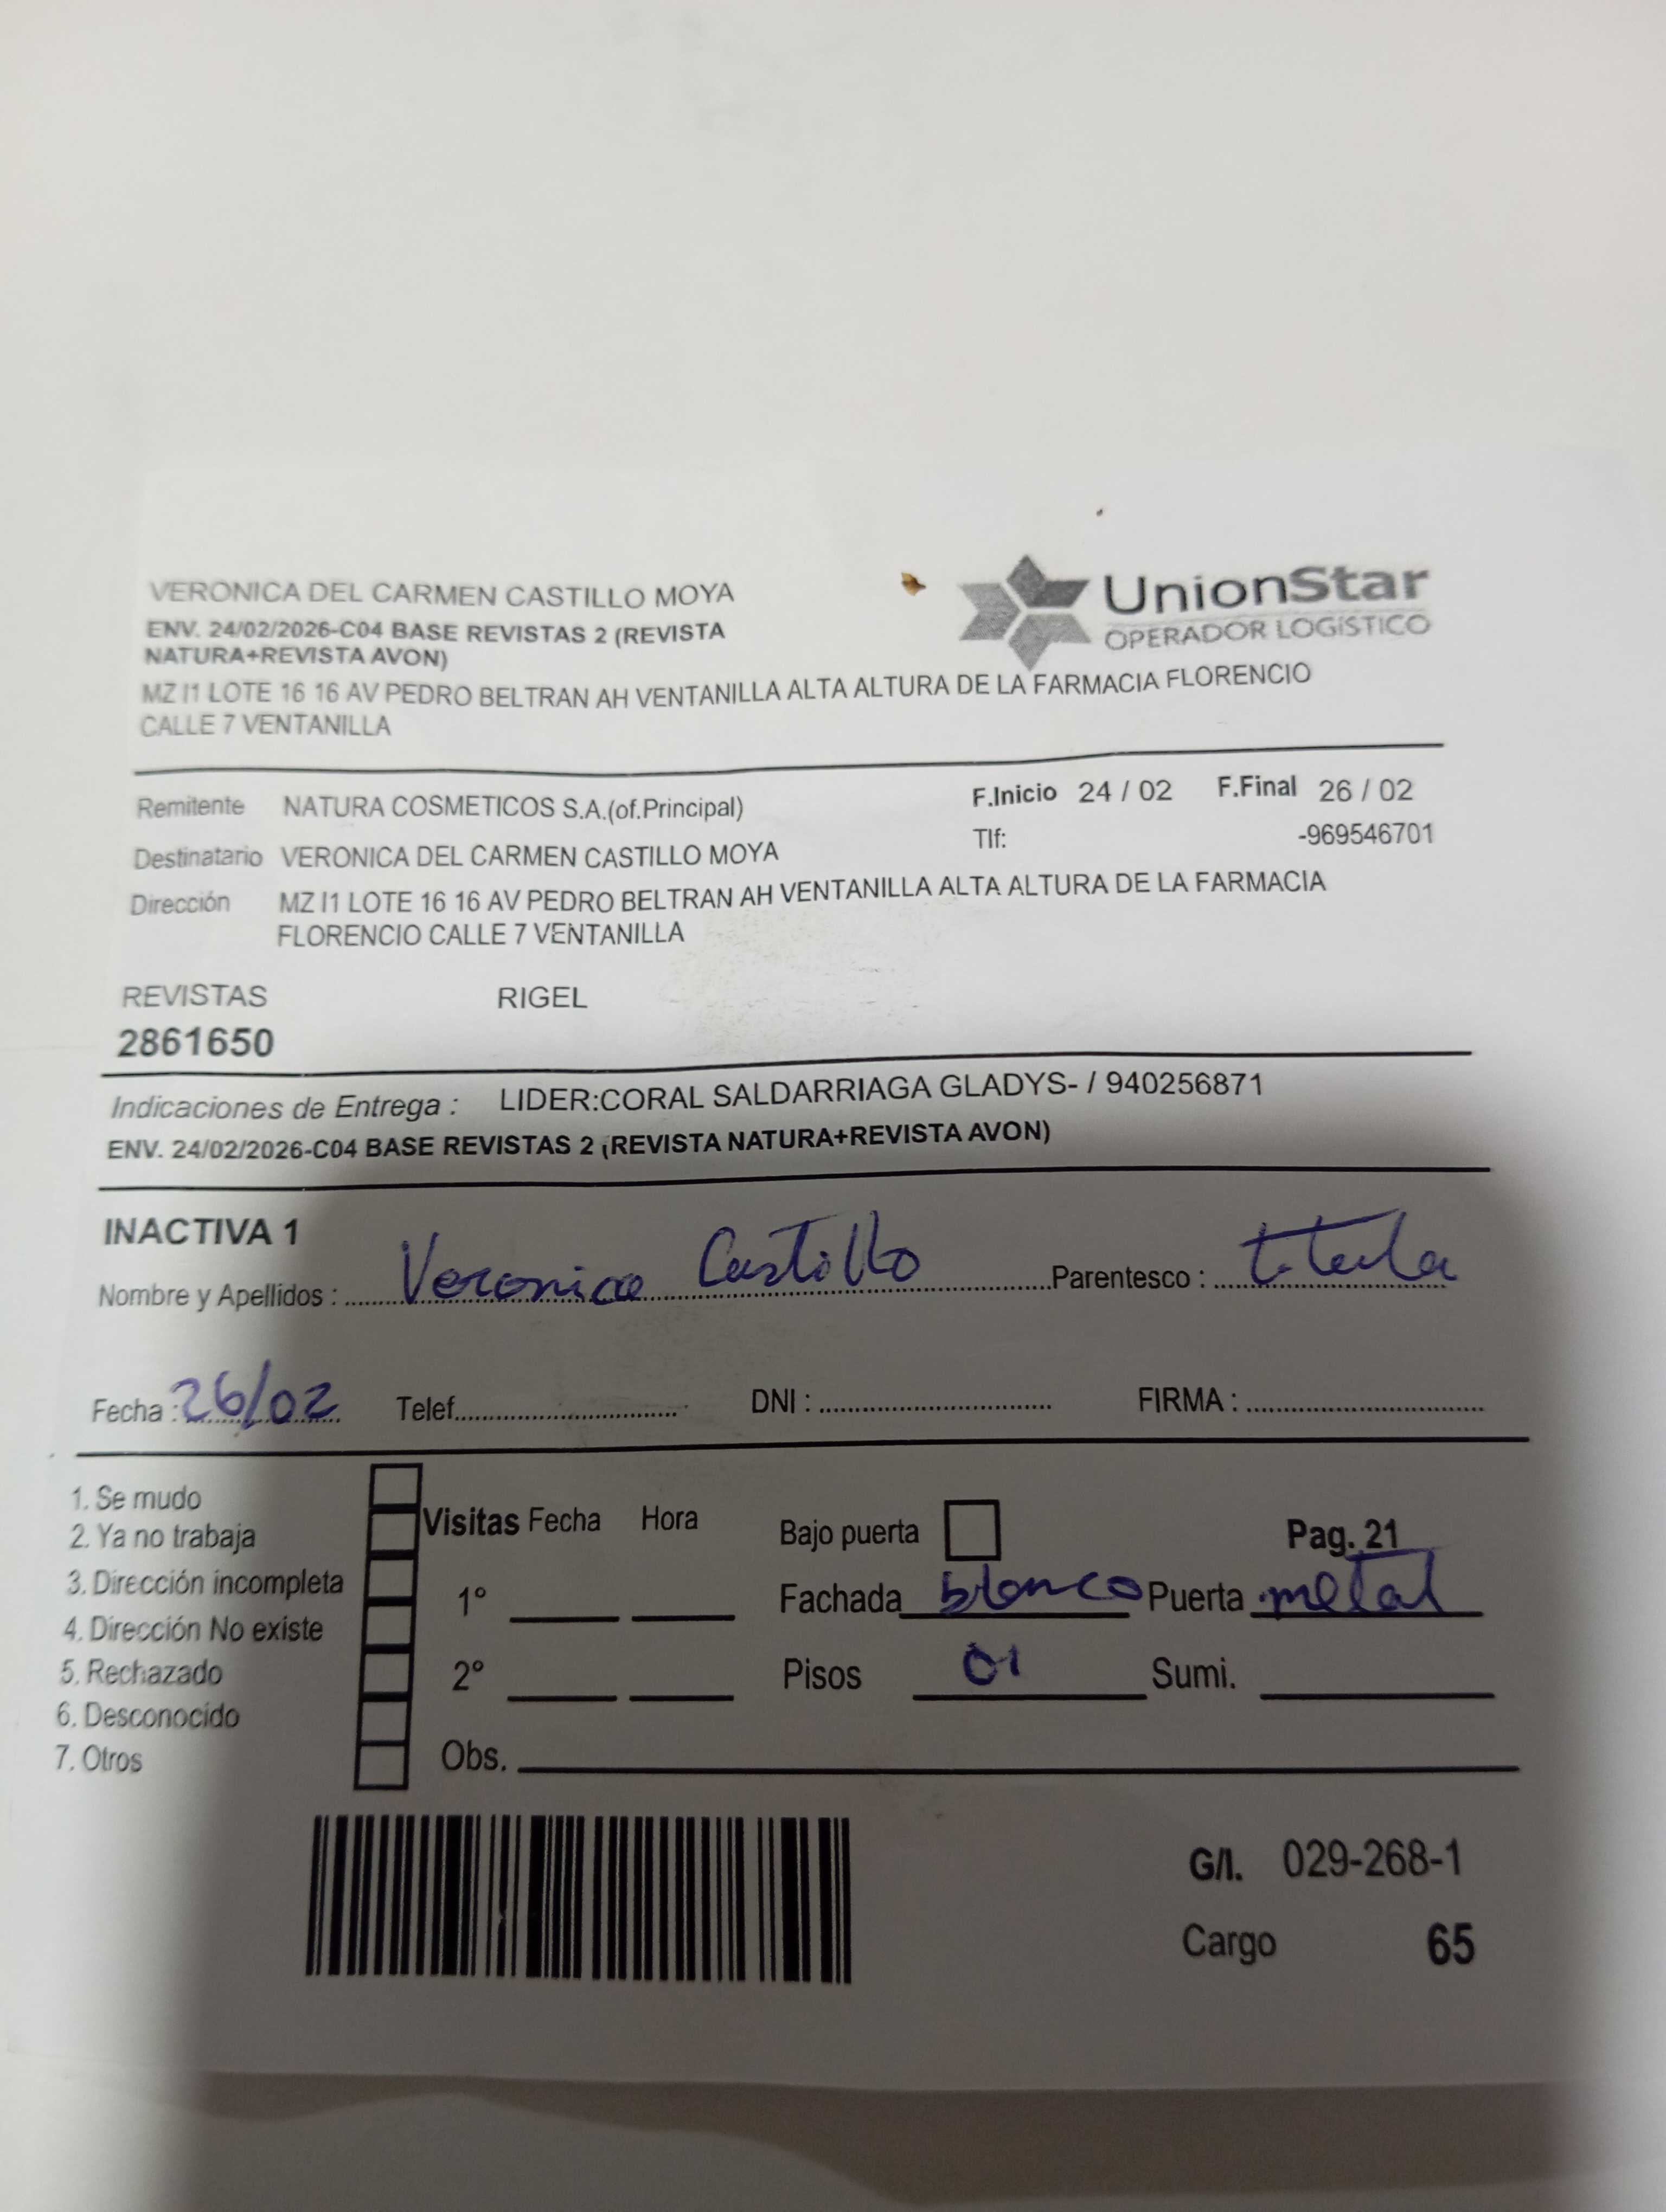 VERONICA DEL CARMEN CASTILLO MOYA
ENV. 24/02/2026-C04 BASE REVISTAS 2 (REVISTA
NATURA+REVISTA AVON)
MZ I1 LOTE 16 16 AV PEDRO BELTRAN AH VENTANILLA ALTA ALTURA DE LA FARMACIA FLORENCIO
CALLE 7 VENTANILLA
UnionStar
OPERADOR LOGÍSTICO
Remitente NATURA COSMETICOS S.A.(of.Principal) F.Inicio 24 / 02 F.Final 26 / 02
Destinatario VERONICA DEL CARMEN CASTILLO MOYA Tlf: -969546701
Dirección MZ I1 LOTE 16 16 AV PEDRO BELTRAN AH VENTANILLA ALTA ALTURA DE LA FARMACIA
FLORENCIO CALLE 7 VENTANILLA
REVISTAS RIGEL
2861650
Indicaciones de Entrega : LIDER:CORAL SALDARRIAGA GLADYS- / 940256871
ENV. 24/02/2026-C04 BASE REVISTAS 2 (REVISTA NATURA+REVISTA AVON)
INACTIVA 1
Nombre y Apellidos : Veronica Castillo Parentesco : titula
Fecha : 26/02 Telef. DNI : FIRMA :
1. Se mudo
2. Ya no trabaja
3. Dirección incompleta
4. Dirección No existe
5. Rechazado
6. Desconocido
7. Otros
Visitas Fecha Hora
1°
2°
Obs.
Bajo puerta Pag. 21
Fachada blanco Puerta metal
Pisos 01 Sumi.
G/I. 029-268-1
Cargo 65